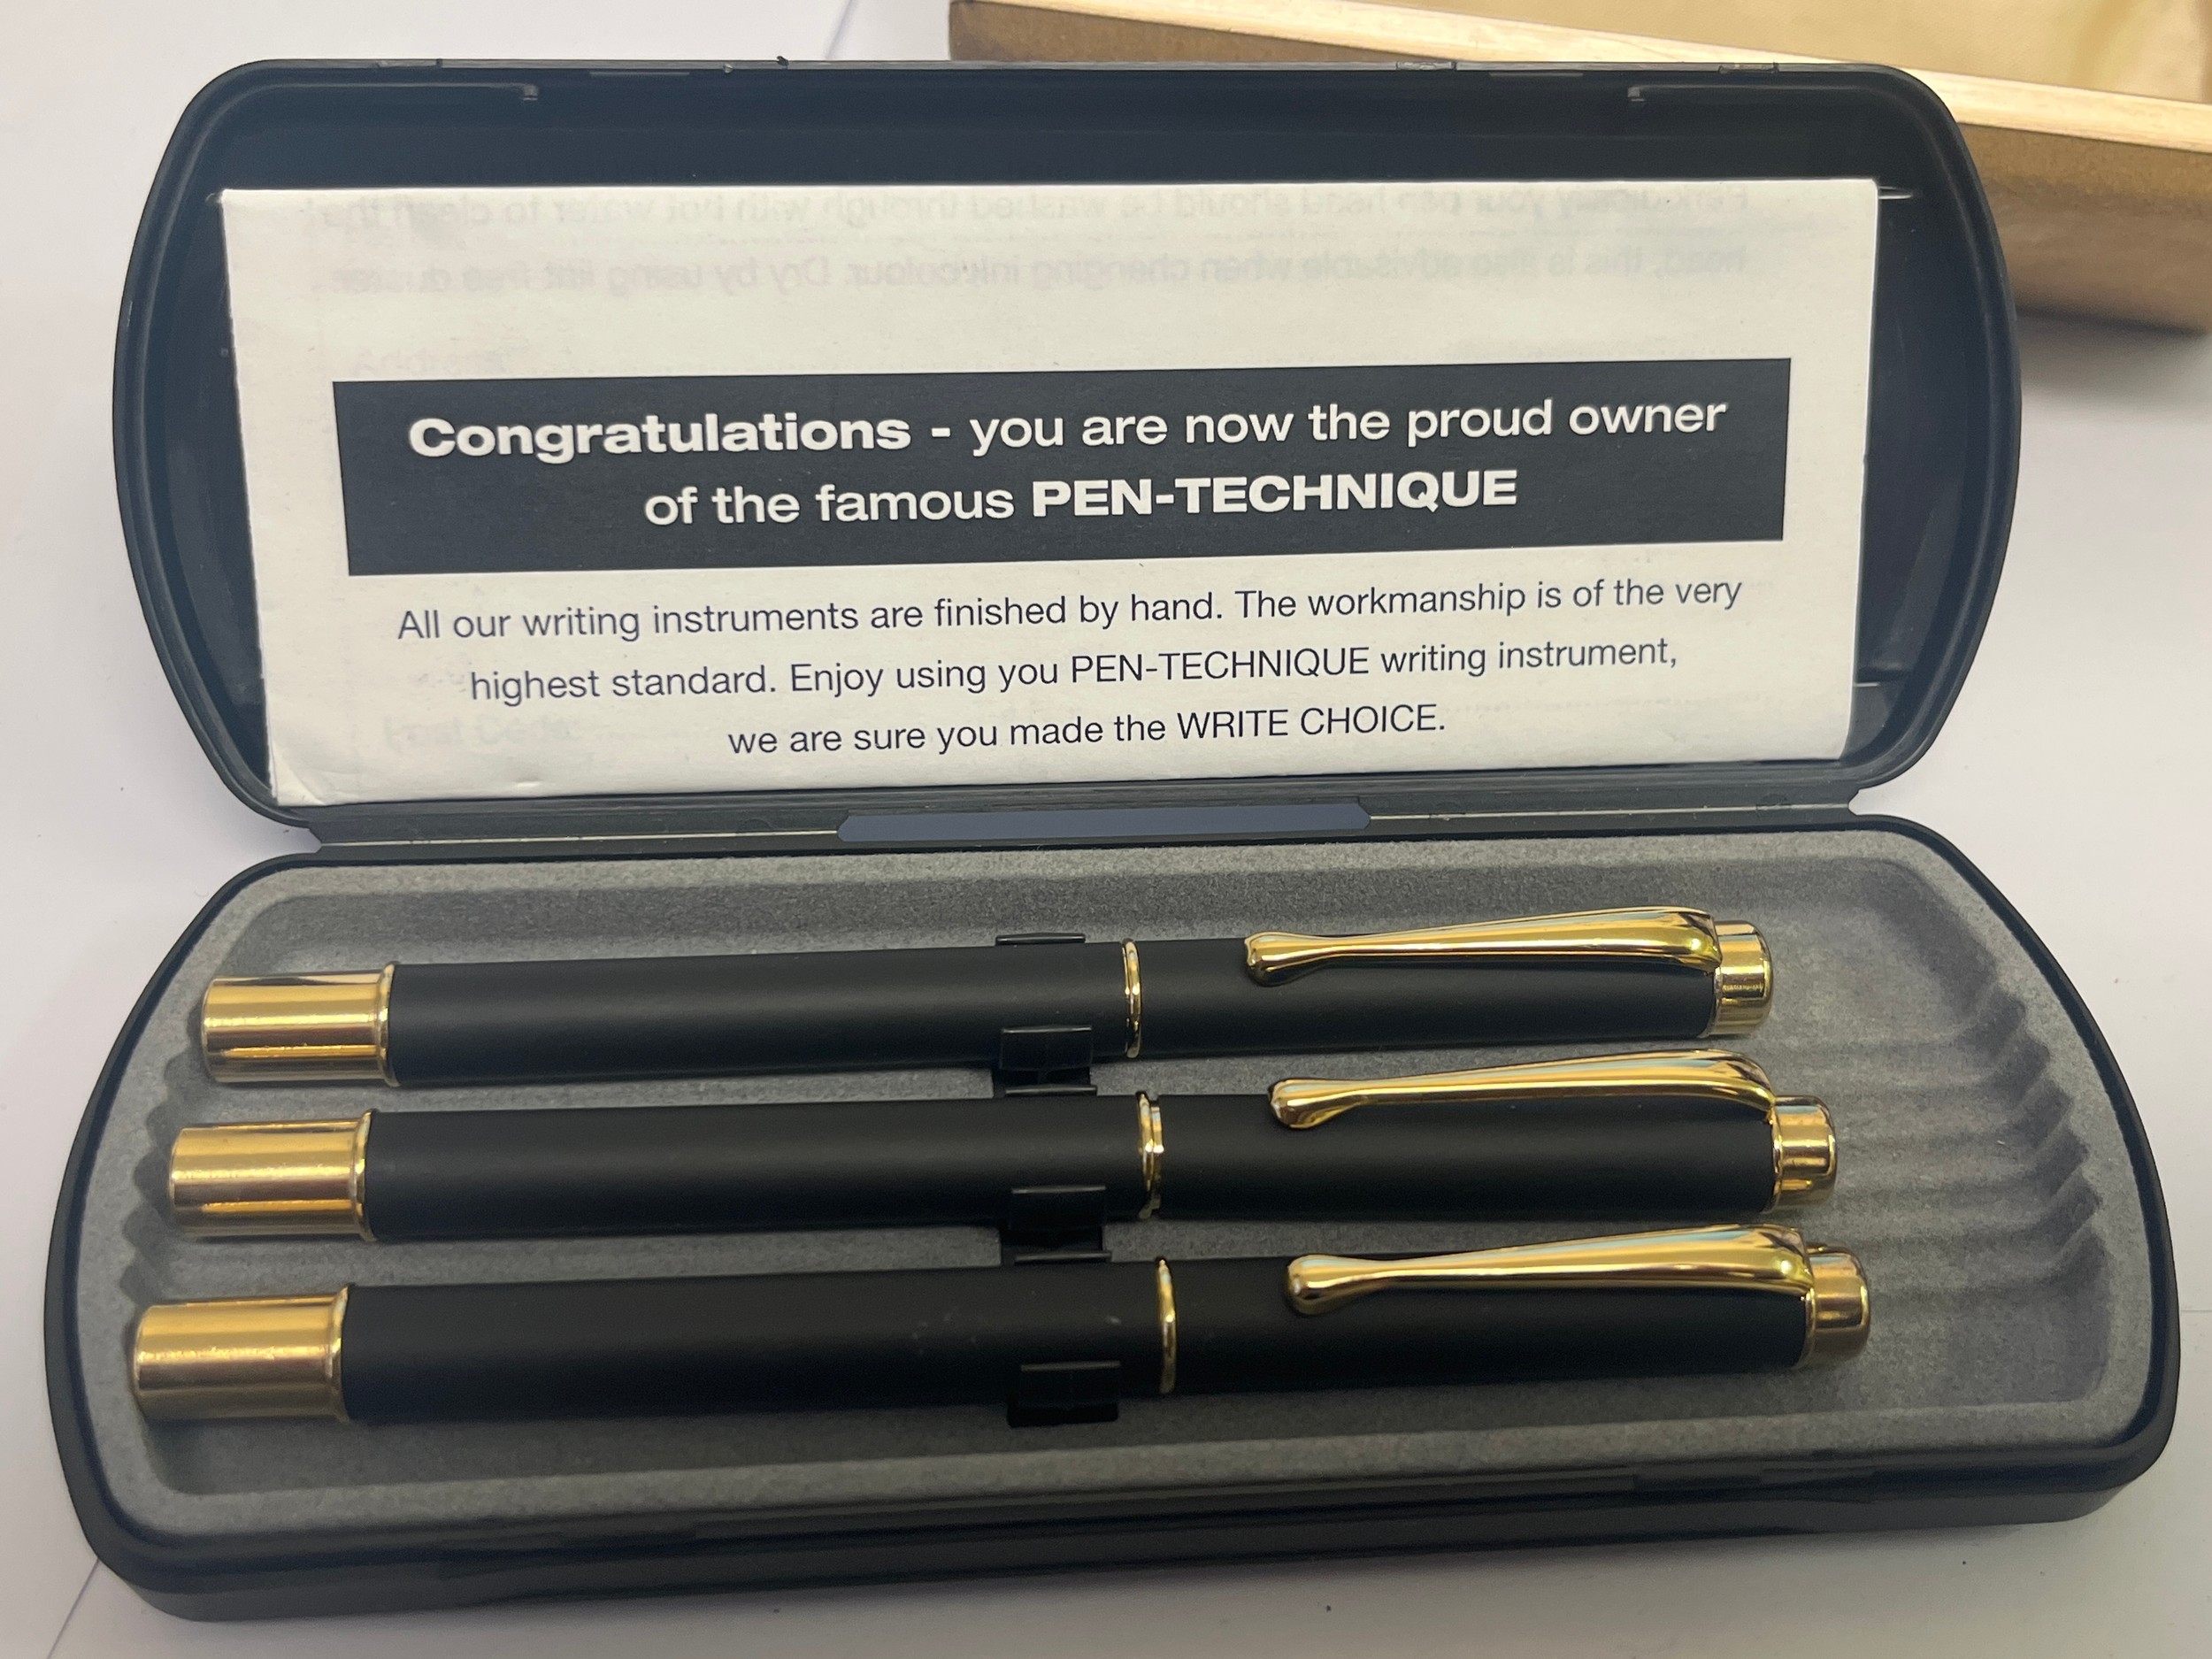 Congratulations - you are now the proud owner
of the famous PEN-TECHNIQUE
All our writing instruments are finished by hand. The workmanship is of the very
highest standard. Enjoy using you PEN-TECHNIQUE writing instrument,
we are sure you made the WRITE CHOICE.